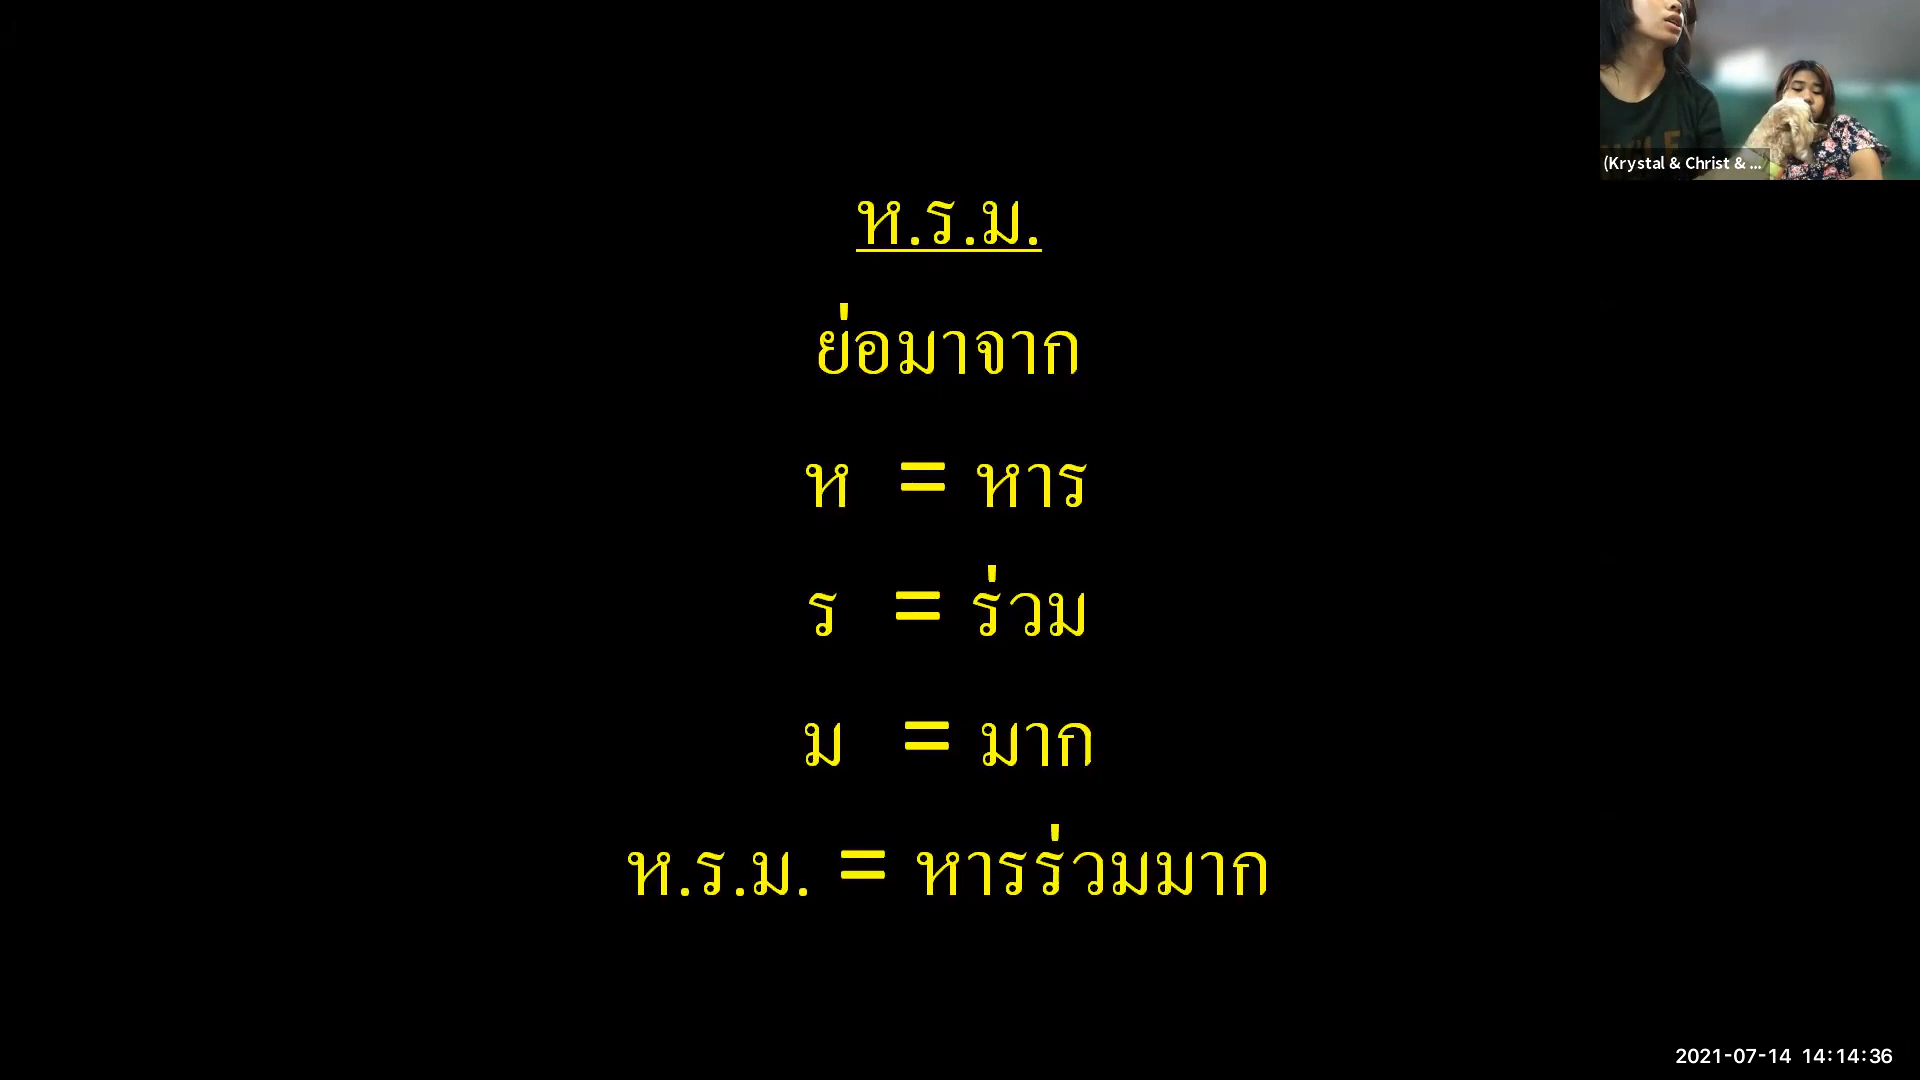 ห.ร.ม.
ย่อมาจาก
ห = หาร
ร = ร่วม
ม = มาก
ห.ร.ม. = หารร่วมมาก
(Krystal & Christ & ...
2021-07-14 14:14:36